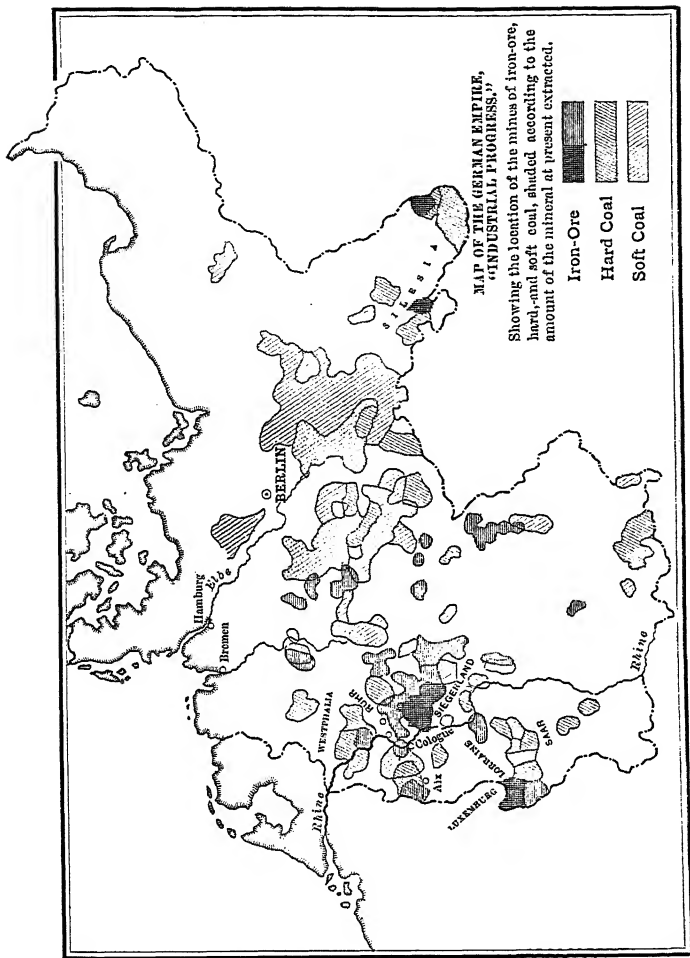 MAP OF THE GERMAN EMPIRE,
“INDUSTRIAL PROGRESS.”
Showing the location of the mines of iron-ore,
hard,-and soft coal, shaded according to the
amount of the mineral at present extracted.
Iron-Ore
Hard Coal
Soft Coal
SILESIA
BERLIN
Elbe
Hamburg
Bremen
WESTPHALIA
RUHR
SIEGERLAND
Cologne
Aix
Rhine
LORRAINE
SAAR
LUXEMBURG
Rhine